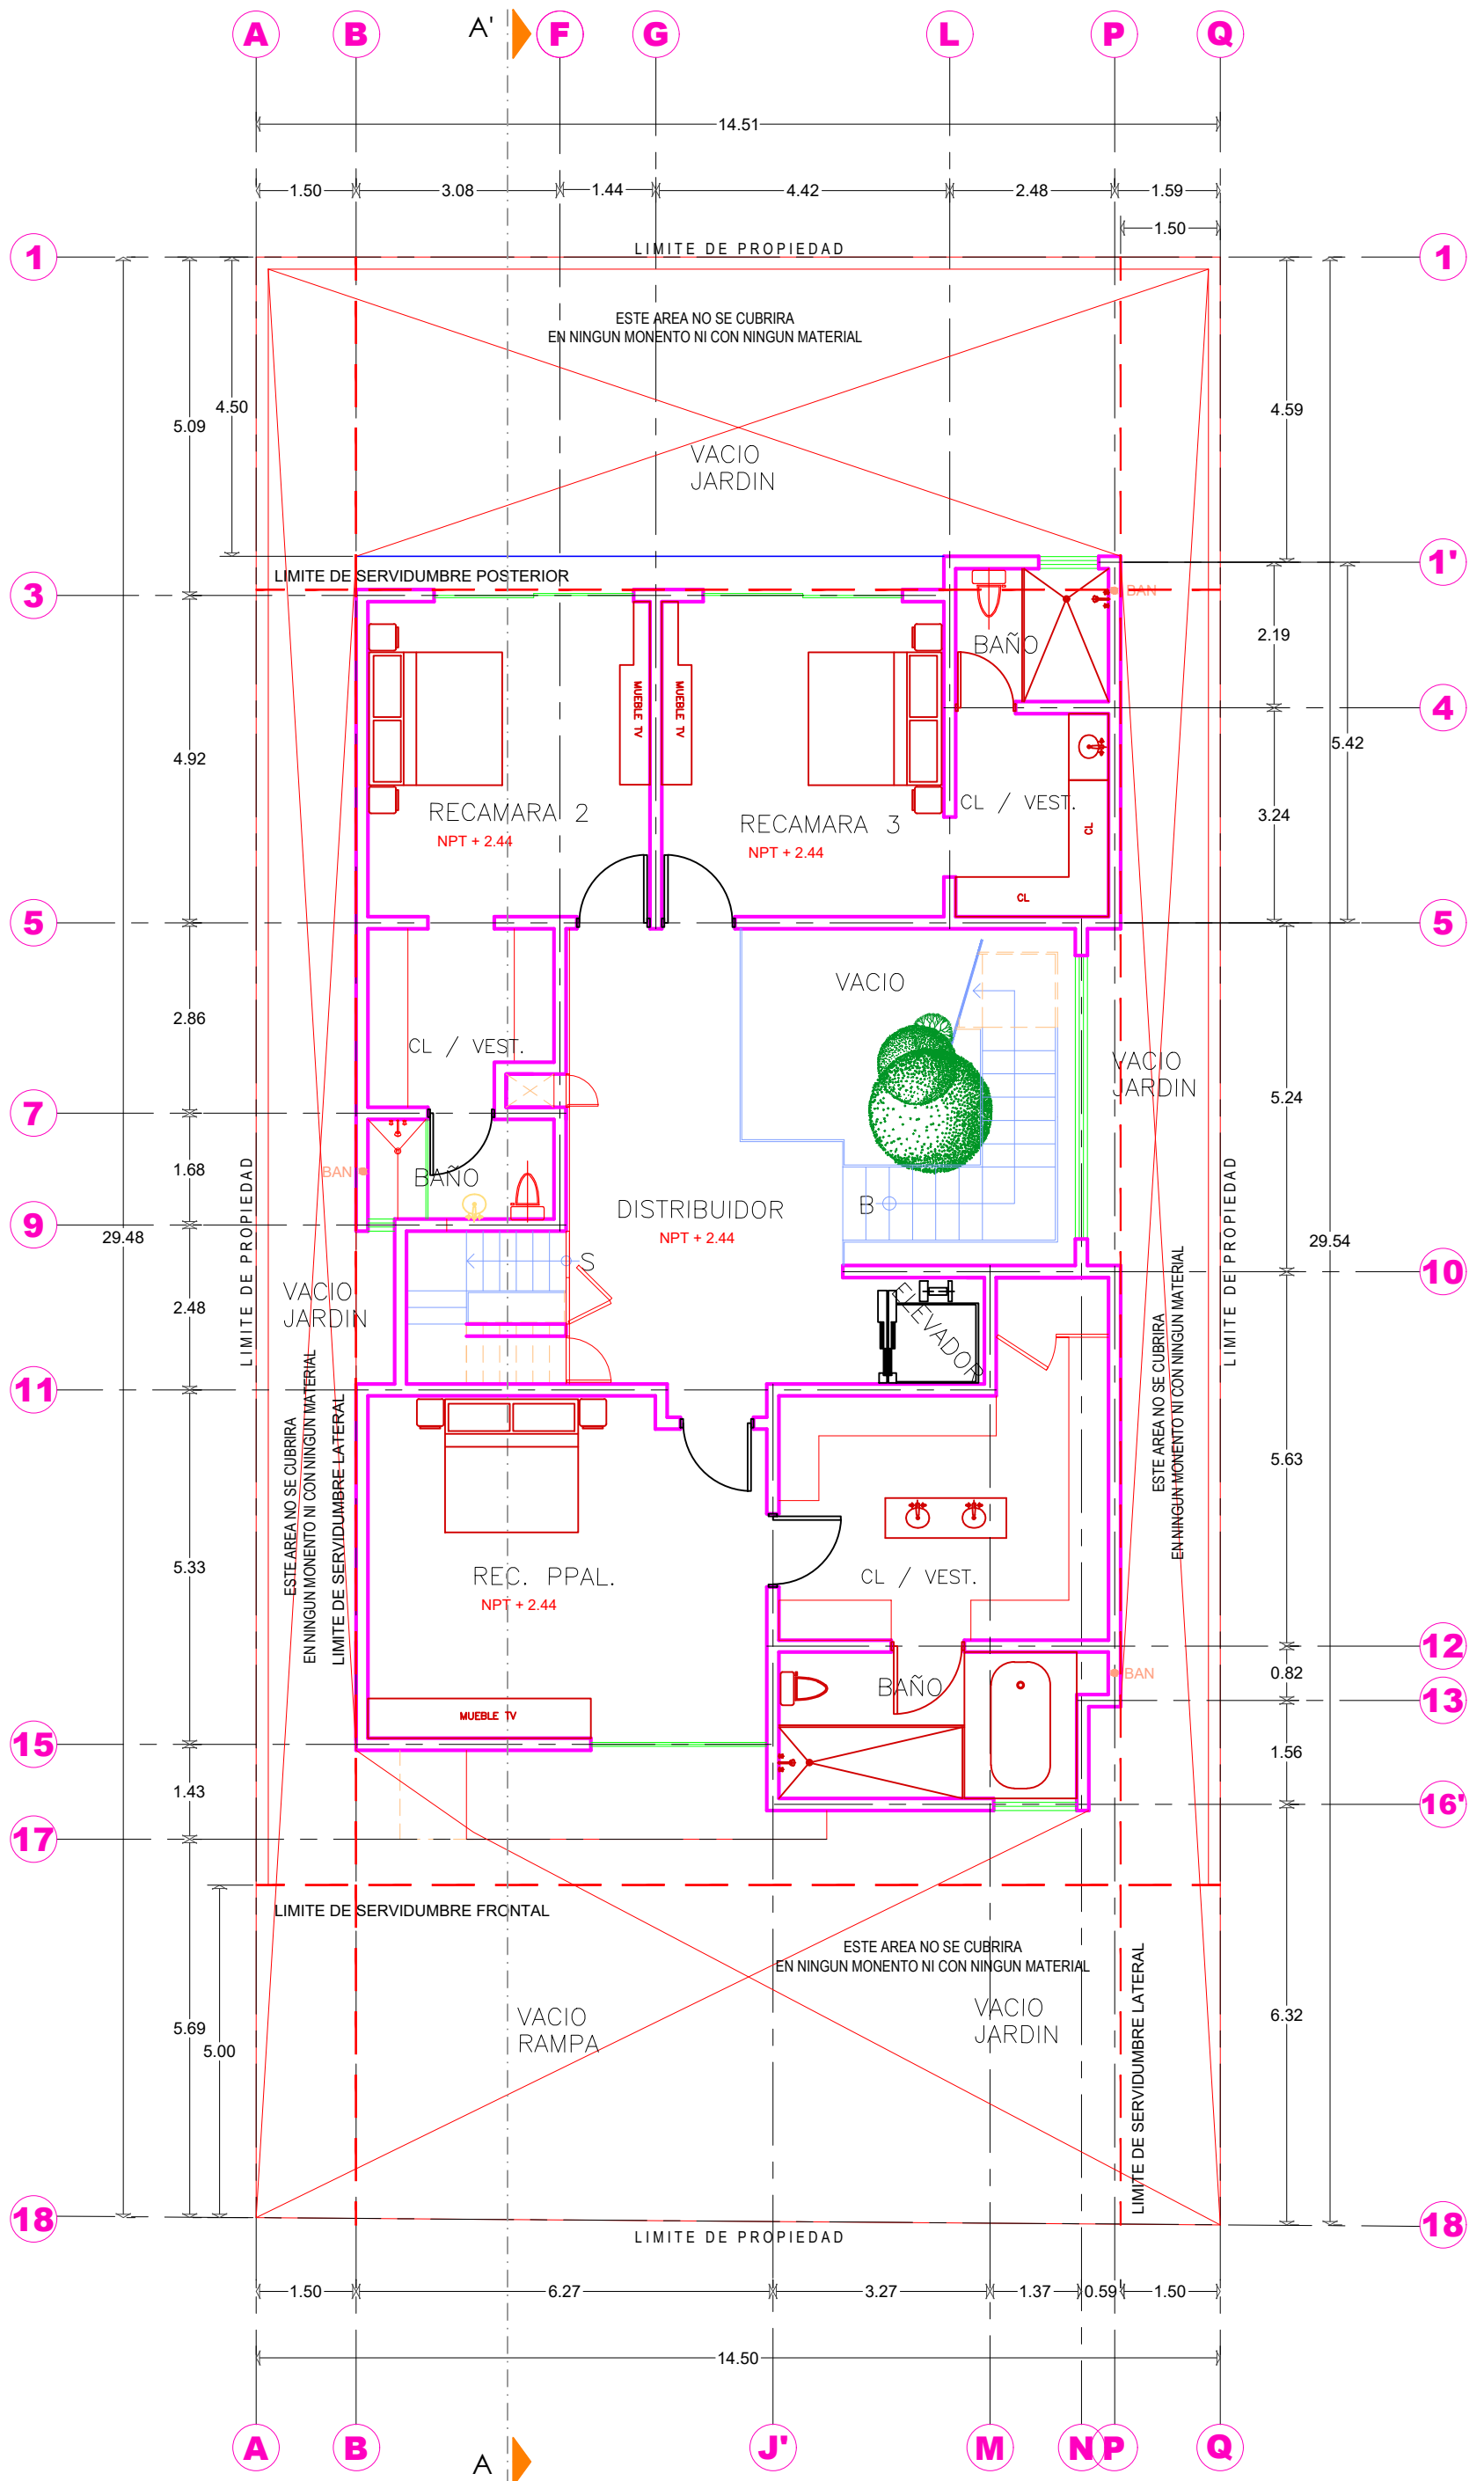 A'
A
B
F
G
L
P
Q
14.51
1.50
3.08
1.44
4.42
2.48
1.59
1.50
LIMITE DE PROPIEDAD
1
1
ESTE AREA NO SE CUBRIRA
EN NINGUN MONENTO NI CON NINGUN MATERIAL
4.50
5.09
4.59
VACIO
JARDIN
1'
LIMITE DE SERVIDUMBRE POSTERIOR
3
BAN
BAÑO
2.19
MUEBLE TV
MUEBLE TV
4
4.92
5.42
RECAMARA 2
NPT + 2.44
RECAMARA 3
NPT + 2.44
CL / VEST.
CL
CL
3.24
5
5
VACIO
2.86
CL / VEST.
VACIO
JARDIN
5.24
7
1.68
BAN
BAÑO
B
DISTRIBUIDOR
NPT + 2.44
LIMITE DE PROPIEDAD
LIMITE DE PROPIEDAD
9
29.48
29.54
S
10
2.48
VACIO
JARDIN
ELEVADOR
11
ESTE AREA NO SE CUBRIRA
EN NINGUN MONENTO NI CON NINGUN MATERIAL
LIMITE DE SERVIDUMBRE LATERAL
ESTE AREA NO SE CUBRIRA
EN NINGUN MONENTO NI CON NINGUN MATERIAL
5.63
5.33
REC. PPAL.
NPT + 2.44
CL / VEST.
12
0.82
BAN
BAÑO
13
MUEBLE TV
15
1.56
1.43
16'
17
LIMITE DE SERVIDUMBRE FRONTAL
ESTE AREA NO SE CUBRIRA
EN NINGUN MONENTO NI CON NINGUN MATERIAL
VACIO
RAMPA
VACIO
JARDIN
LIMITE DE SERVIDUMBRE LATERAL
5.69
5.00
6.32
18
18
LIMITE DE PROPIEDAD
1.50
6.27
3.27
1.37
0.59
1.50
14.50
A
B
J'
M
N
P
Q
A